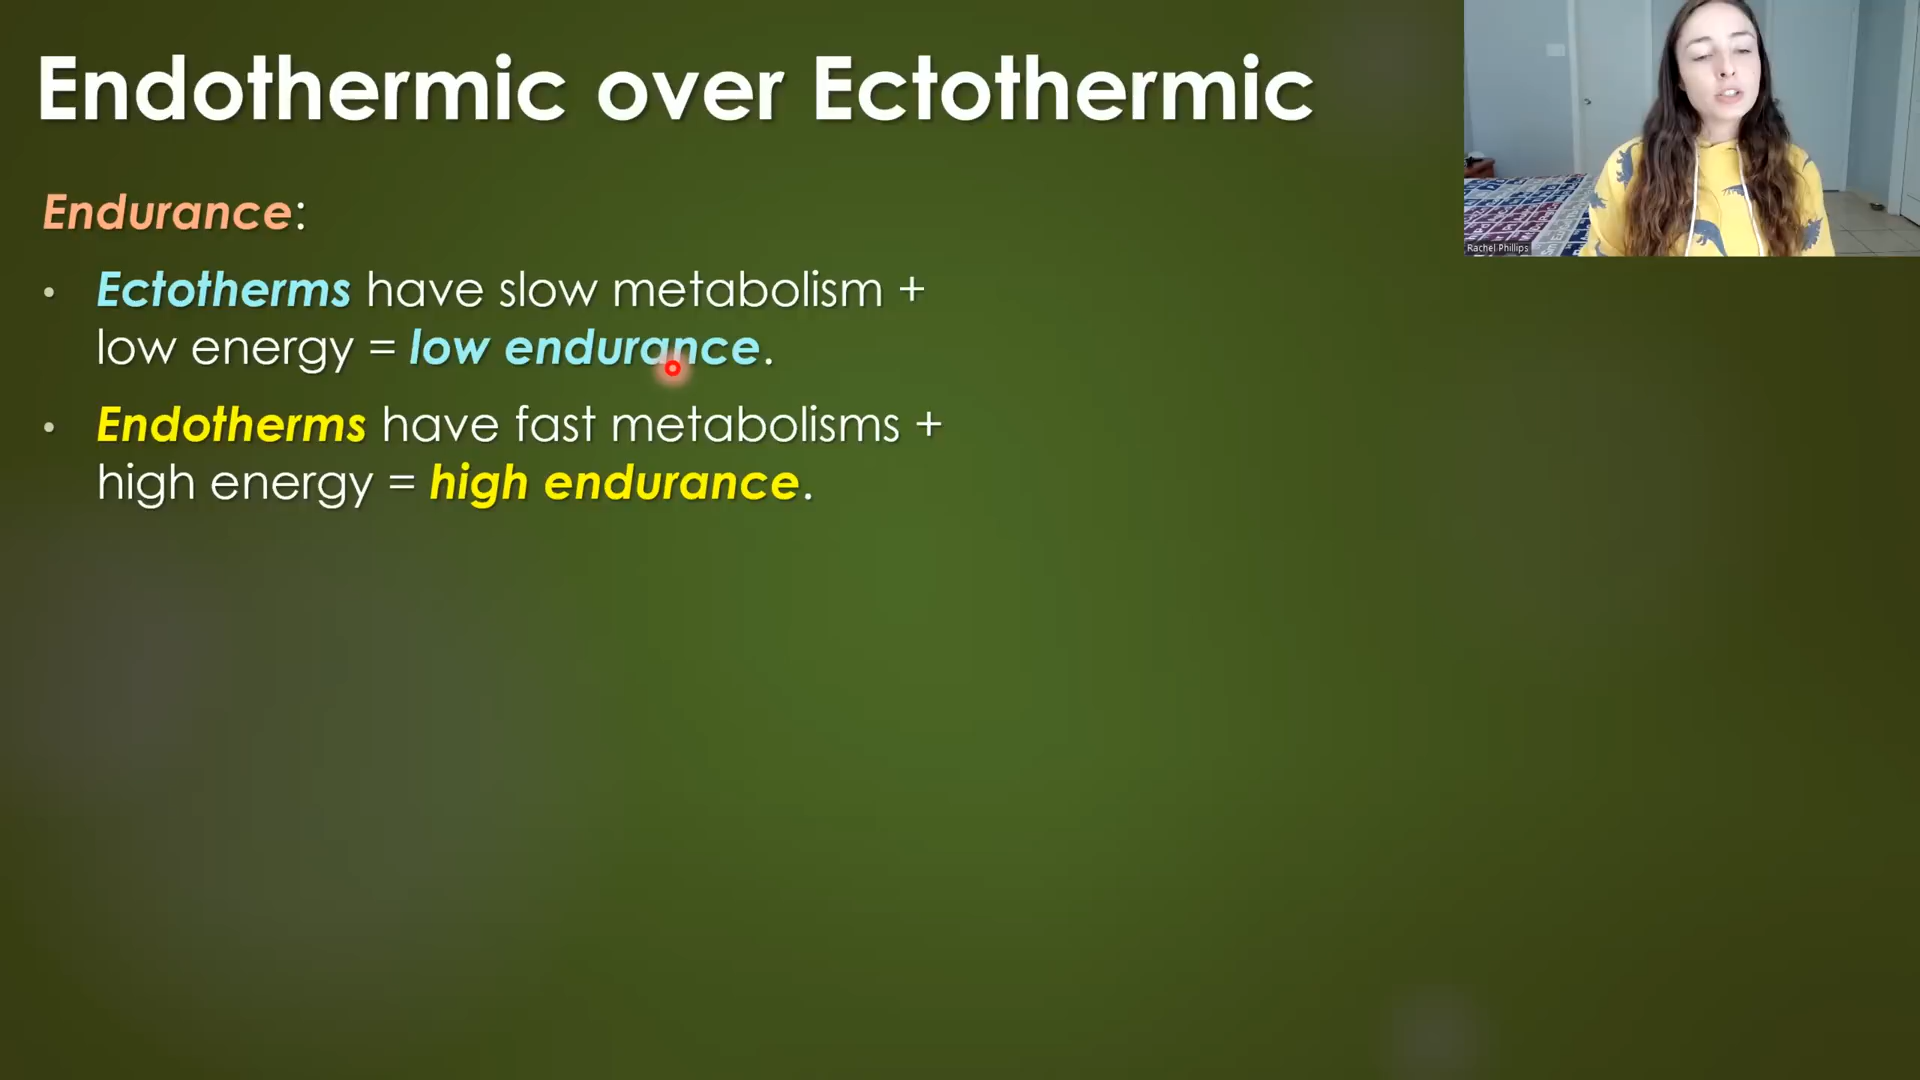 Endothermic over Ectothermic
Endurance:
• Ectotherms have slow metabolism +
low energy = low endurance.
• Endotherms have fast metabolisms +
high energy = high endurance.
Rachel Phillips